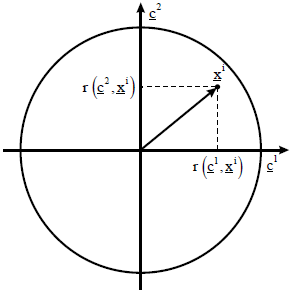 c²
xⁱ
r (c², xⁱ)
r (c¹, xⁱ)
c¹